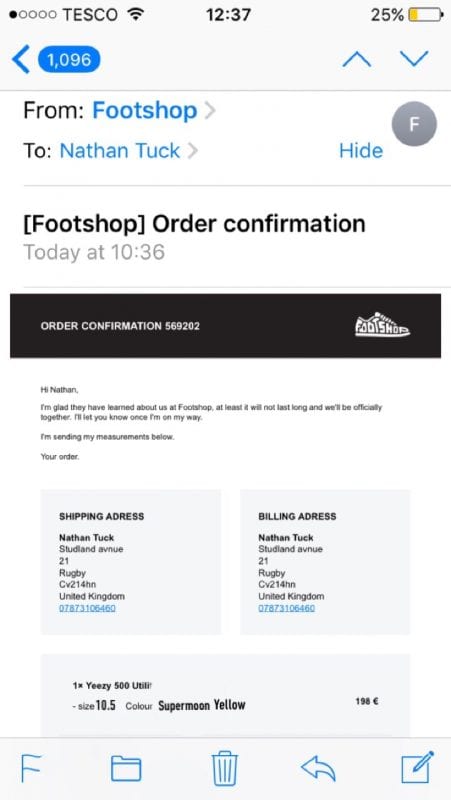 TESCO 12:37 25%
1,096
From: Footshop
F
To: Nathan Tuck Hide
[Footshop] Order confirmation
Today at 10:36
ORDER CONFIRMATION 569202 FOOTSHOP
Hi Nathan,
I'm glad they have learned about us at Footshop, at least it will not last long and we'll be officially
together. I'll let you know once I'm on my way.
I'm sending my measurements below.
Your order.
SHIPPING ADRESS
Nathan Tuck
Studland avnue
21
Rugby
Cv214hn
United Kingdom
07873106460
BILLING ADRESS
Nathan Tuck
Studland avnue
21
Rugby
Cv214hn
United Kingdom
07873106460
1× Yeezy 500 Utilit
- size 10.5 Colour Supermoon Yellow 198 €